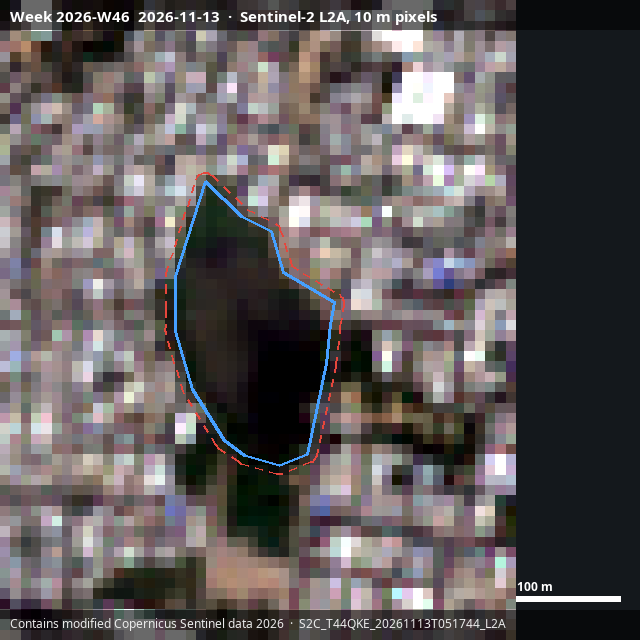 Week 2026-W46  2026-11-13  ·  Sentinel-2 L2A, 10 m pixels
100 m
Contains modified Copernicus Sentinel data 2026  ·  S2C_T44QKE_20261113T051744_L2A